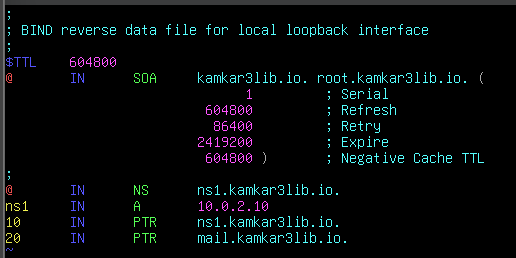 ;
; BIND reverse data file for local loopback interface
;
$TTL    604800
@       IN      SOA     kamkar3lib.io. root.kamkar3lib.io. (
                              1         ; Serial
                         604800         ; Refresh
                          86400         ; Retry
                        2419200         ; Expire
                         604800 )       ; Negative Cache TTL
;
@       IN      NS      ns1.kamkar3lib.io.
ns1     IN      A       10.0.2.10
10      IN      PTR     ns1.kamkar3lib.io.
20      IN      PTR     mail.kamkar3lib.io.
~